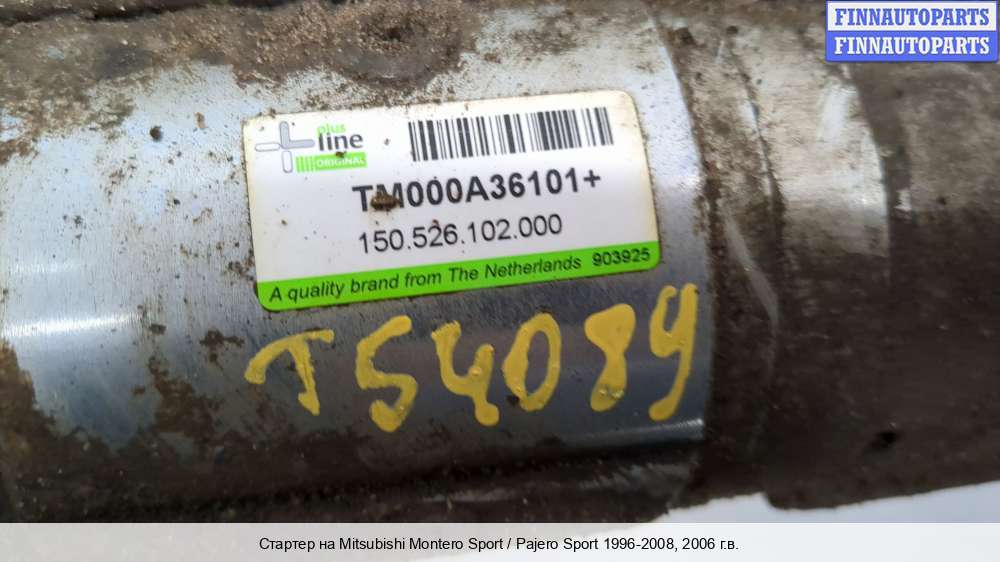 FINNAUTOPARTS
FINNAUTOPARTS
plus
line
ORIGINAL
TM000A36101+
150.526.102.000
A quality brand from The Netherlands 903925
T54089
Стартер на Mitsubishi Montero Sport / Pajero Sport 1996-2008, 2006 г.в.